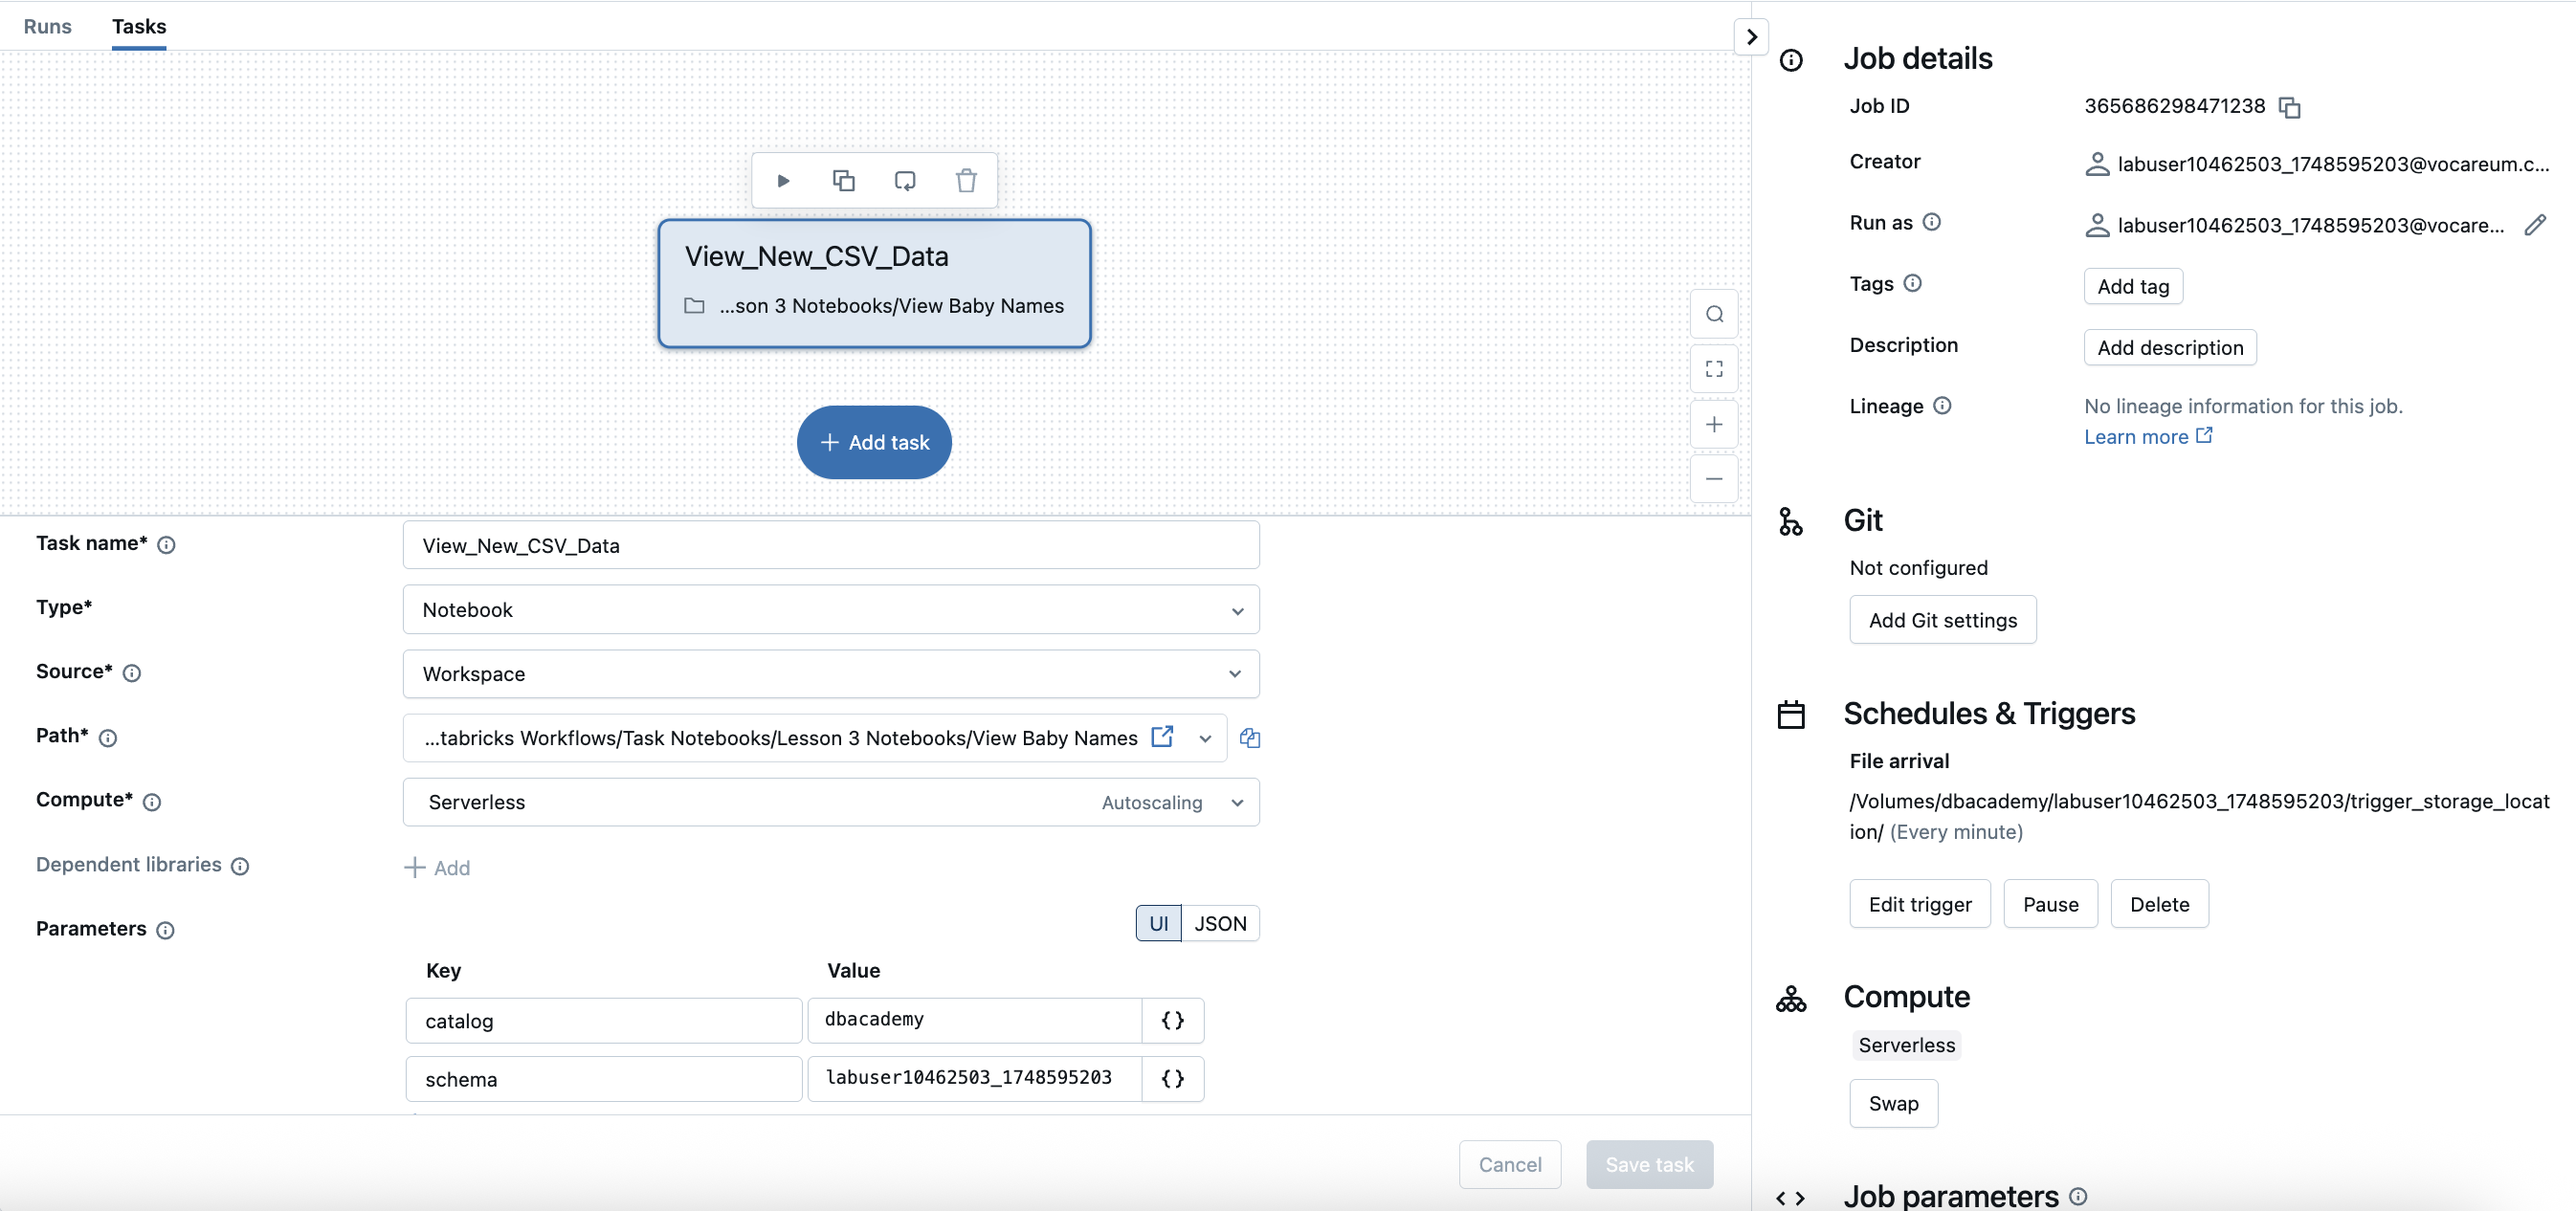 Runs Tasks
View_New_CSV_Data
...son 3 Notebooks/View Baby Names
+ Add task
Task name* View_New_CSV_Data
Type* Notebook
Source* Workspace
Path* ...tabricks Workflows/Task Notebooks/Lesson 3 Notebooks/View Baby Names
Compute* Serverless Autoscaling
Dependent libraries + Add
Parameters UI JSON
Key Value
catalog dbacademy {}
schema labuser10462503_1748595203 {}
Cancel Save task
Job details
Job ID 365686298471238
Creator labuser10462503_1748595203@vocareum.c...
Run as labuser10462503_1748595203@vocare...
Tags Add tag
Description Add description
Lineage No lineage information for this job.
Learn more
Git
Not configured
Add Git settings
Schedules & Triggers
File arrival
/Volumes/dbacademy/labuser10462503_1748595203/trigger_storage_locat
ion/ (Every minute)
Edit trigger Pause Delete
Compute
Serverless
Swap
Job parameters